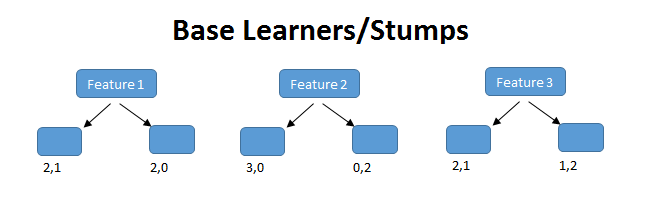 Base Learners/Stumps
Feature 1
Feature 2
Feature 3
2,1
2,0
3,0
0,2
2,1
1,2